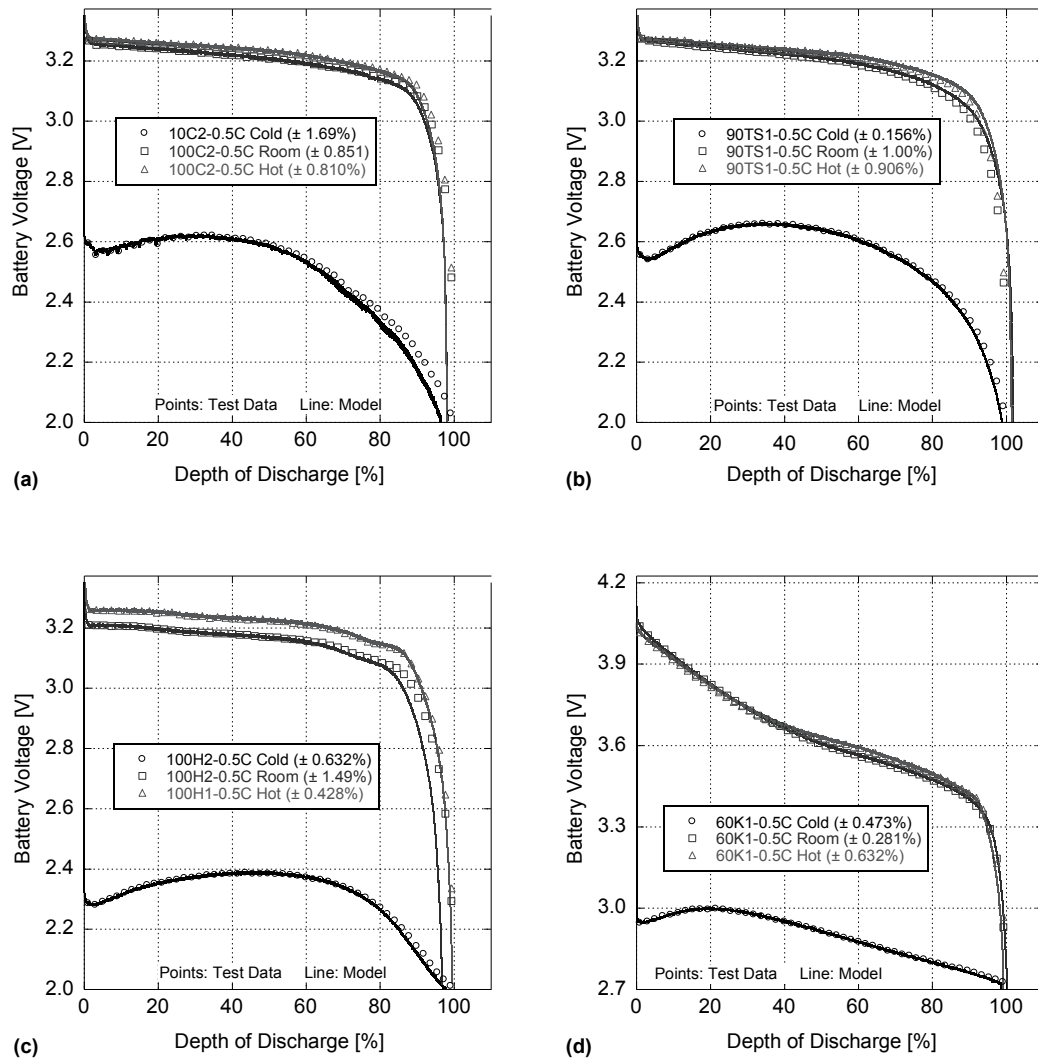 3.2
3.0
2.8
2.6
2.4
2.2
2.0
Battery Voltage [V]
10C2-0.5C Cold (± 1.69%)
100C2-0.5C Room (± 0.851)
100C2-0.5C Hot (± 0.810%)
Points: Test Data Line: Model
0 20 40 60 80 100
Depth of Discharge [%]
(a)
3.2
3.0
2.8
2.6
2.4
2.2
2.0
Battery Voltage [V]
90TS1-0.5C Cold (± 0.156%)
90TS1-0.5C Room (± 1.00%)
90TS1-0.5C Hot (± 0.906%)
Points: Test Data Line: Model
0 20 40 60 80 100
Depth of Discharge [%]
(b)
3.2
3.0
2.8
2.6
2.4
2.2
2.0
Battery Voltage [V]
100H2-0.5C Cold (± 0.632%)
100H2-0.5C Room (± 1.49%)
100H1-0.5C Hot (± 0.428%)
Points: Test Data Line: Model
0 20 40 60 80 100
Depth of Discharge [%]
(c)
4.2
3.9
3.6
3.3
3.0
2.7
Battery Voltage [V]
60K1-0.5C Cold (± 0.473%)
60K1-0.5C Room (± 0.281%)
60K1-0.5C Hot (± 0.632%)
Points: Test Data Line: Model
0 20 40 60 80 100
Depth of Discharge [%]
(d)